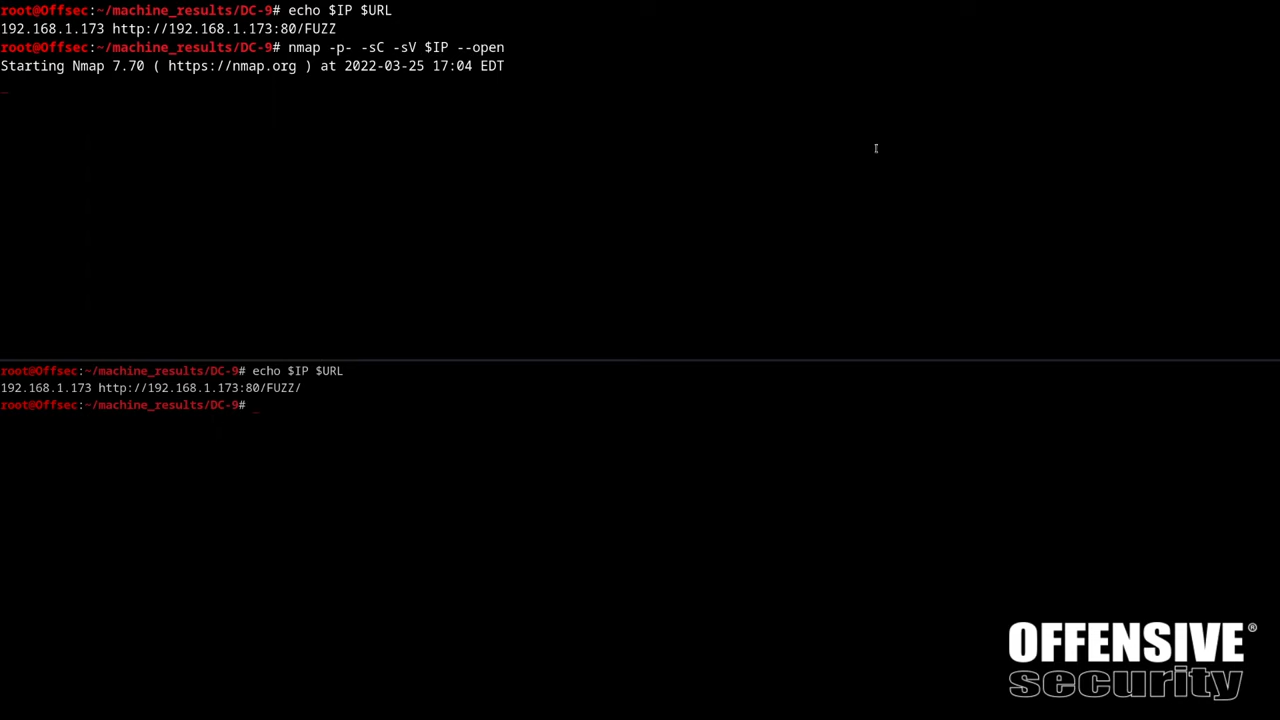 root@Offsec:~/machine_results/DC-9# echo $IP $URL
192.168.1.173 http://192.168.1.173:80/FUZZ
root@Offsec:~/machine_results/DC-9# nmap -p- -sC -sV $IP --open
Starting Nmap 7.70 ( https://nmap.org ) at 2022-03-25 17:04 EDT
root@Offsec:~/machine_results/DC-9# echo $IP $URL
192.168.1.173 http://192.168.1.173:80/FUZZ/
root@Offsec:~/machine_results/DC-9#
OFFENSIVE®
security